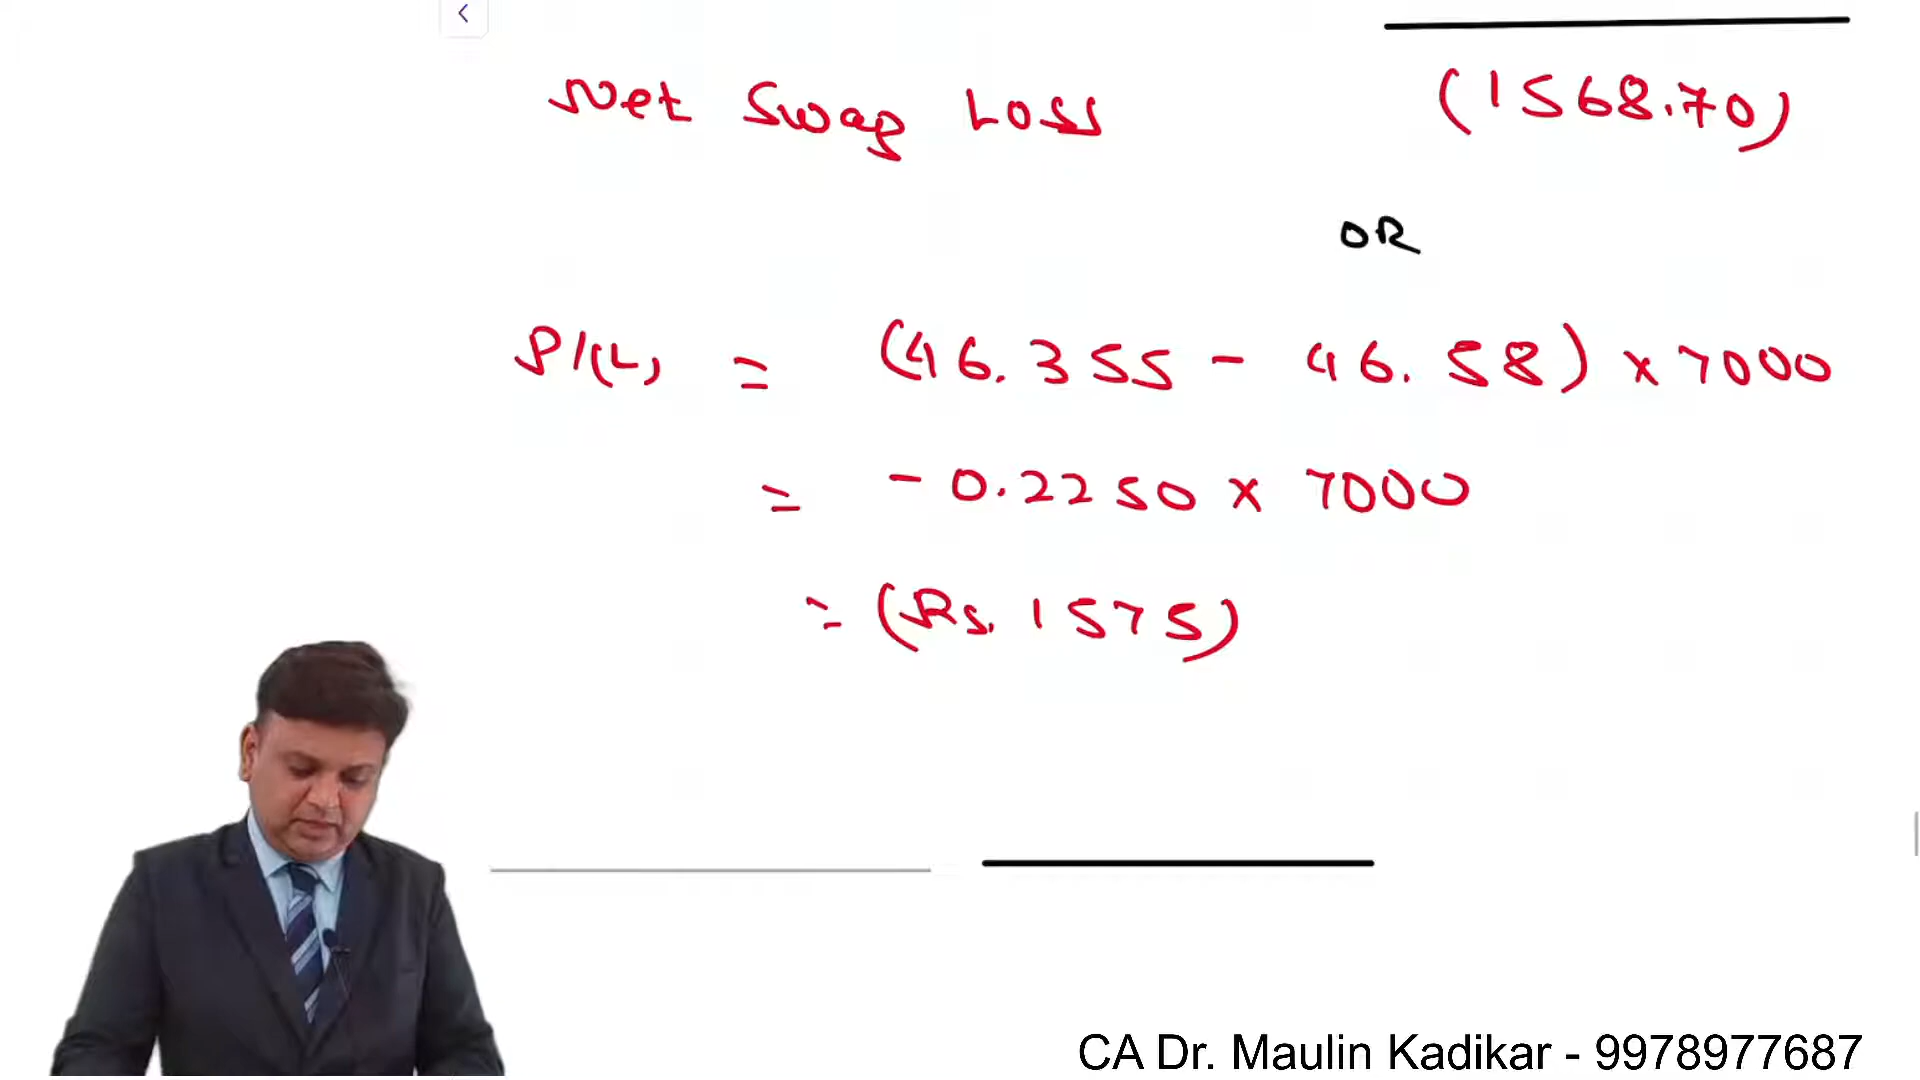 Net Swap Loss (1568.70)
OR
P/(L) = (46.355 - 46.58) x 7000
= - 0.2250 x 7000
= (Rs. 1575)
CA Dr. Maulin Kadikar - 9978977687